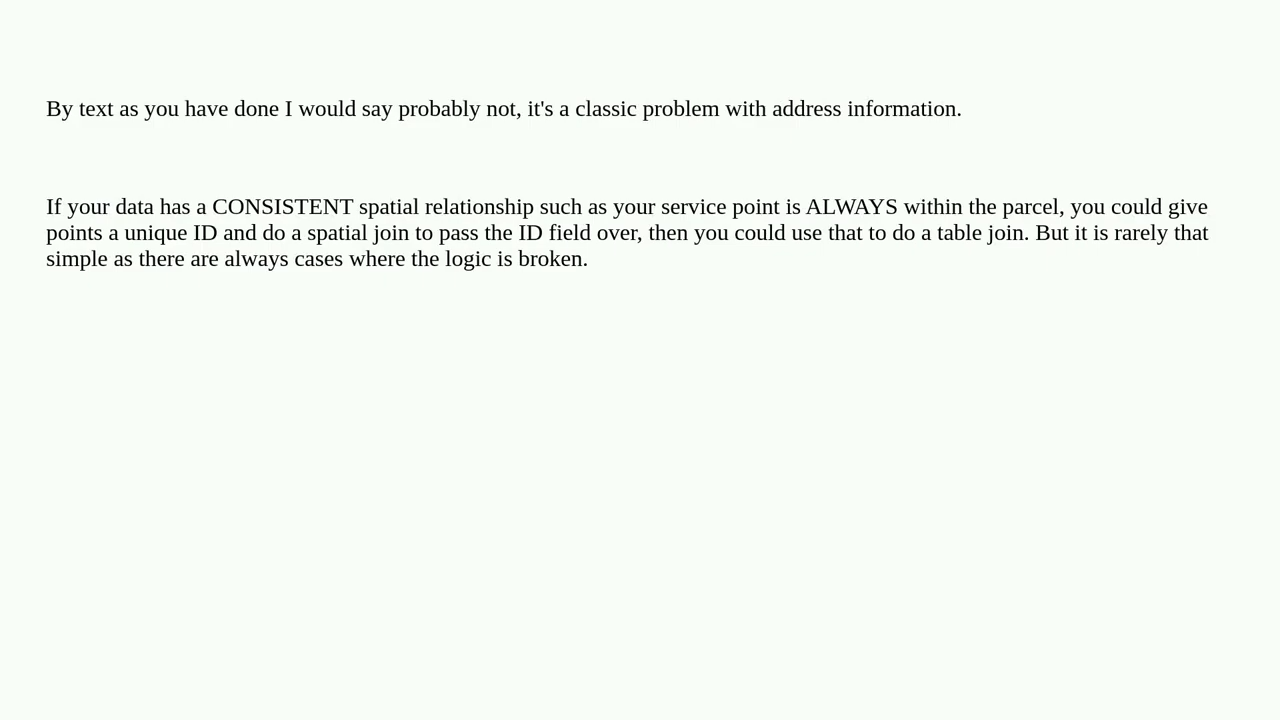 By text as you have done I would say probably not, it's a classic problem with address information.
If your data has a CONSISTENT spatial relationship such as your service point is ALWAYS within the parcel, you could give
points a unique ID and do a spatial join to pass the ID field over, then you could use that to do a table join. But it is rarely that
simple as there are always cases where the logic is broken.